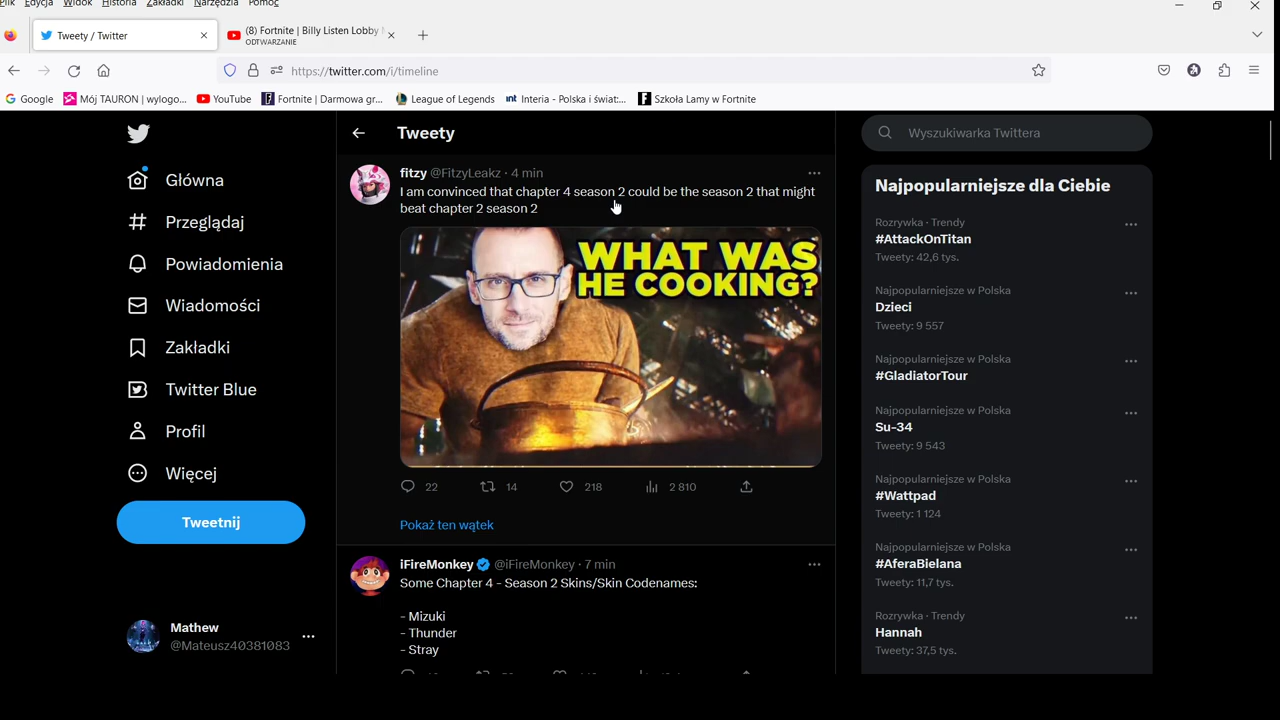 Plik Edycja Widok Historia Zakładki Narzędzia Pomoc
Tweety / Twitter
(8) Fortnite | Billy Listen Lobby
ODTWARZANIE
https://twitter.com/i/timeline
Google
Mój TAURON | wylogo...
YouTube
Fortnite | Darmowa gr...
League of Legends
int Interia - Polska i świat:...
Szkoła Lamy w Fortnite
Główna
Przeglądaj
Powiadomienia
Wiadomości
Zakładki
Twitter Blue
Profil
Więcej
Tweetnij
Mathew
@Mateusz40381083
Tweety
fitzy @FitzyLeakz · 4 min
I am convinced that chapter 4 season 2 could be the season 2 that might
beat chapter 2 season 2
WHAT WAS
HE COOKING?
22 14 218 2 810
Pokaż ten wątek
iFireMonkey @iFireMonkey · 7 min
Some Chapter 4 - Season 2 Skins/Skin Codenames:
- Mizuki
- Thunder
- Stray
Wyszukiwarka Twittera
Najpopularniejsze dla Ciebie
Rozrywka · Trendy
#AttackOnTitan
Tweety: 42,6 tys.
Najpopularniejsze w Polska
Dzieci
Tweety: 9 557
Najpopularniejsze w Polska
#GladiatorTour
Najpopularniejsze w Polska
Su-34
Tweety: 9 543
Najpopularniejsze w Polska
#Wattpad
Tweety: 1 124
Najpopularniejsze w Polska
#AferaBielana
Tweety: 11,7 tys.
Rozrywka · Trendy
Hannah
Tweety: 37,5 tys.